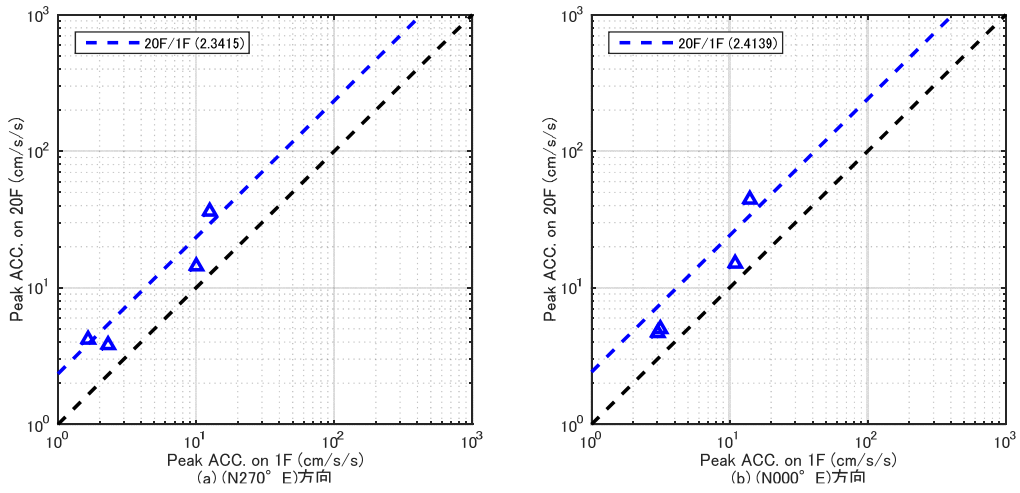 10³
20F/1F (2.3415)
10²
10¹
10⁰
Peak ACC. on 20F (cm/s/s)
10⁰ 10¹ 10² 10³
Peak ACC. on 1F (cm/s/s)
(a) (N270° E)方向
10³
20F/1F (2.4139)
10²
10¹
10⁰
Peak ACC. on 20F (cm/s/s)
10⁰ 10¹ 10² 10³
Peak ACC. on 1F (cm/s/s)
(b) (N000° E)方向